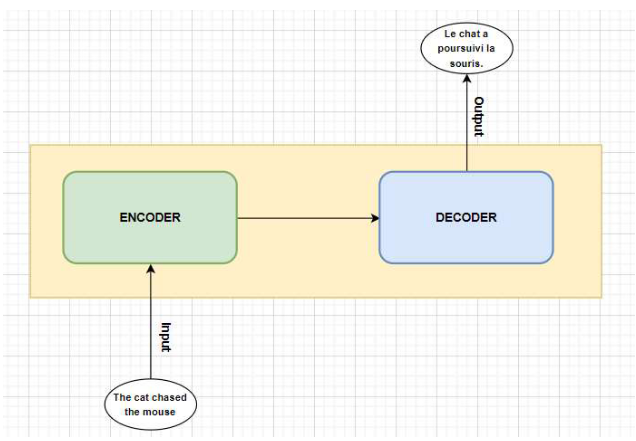 Le chat a
poursuivi la
souris.
Output
ENCODER
DECODER
Input
The cat chased
the mouse